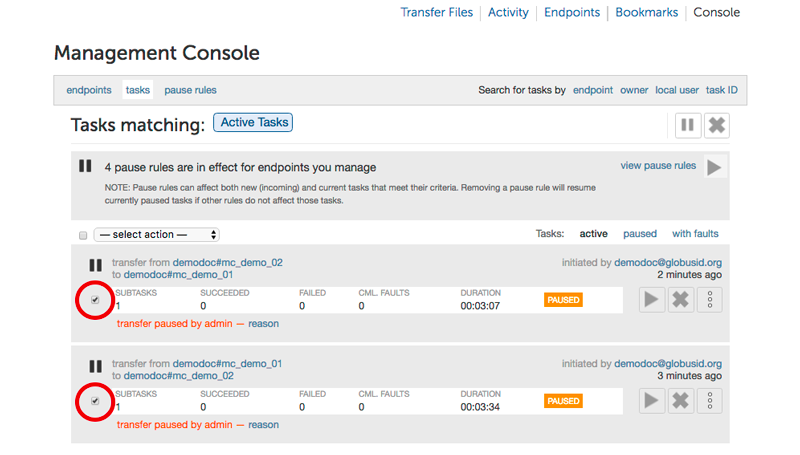 Transfer Files Activity Endpoints Bookmarks Console
Management Console
endpoints tasks pause rules Search for tasks by endpoint owner local user task ID
Tasks matching: Active Tasks
4 pause rules are in effect for endpoints you manage view pause rules
NOTE: Pause rules can affect both new (incoming) and current tasks that meet their criteria. Removing a pause rule will resume
currently paused tasks if other rules do not affect those tasks.
— select action — Tasks: active paused with faults
transfer from demodoc#mc_demo_02 initiated by demodoc@globusid.org
to demodoc#mc_demo_01 2 minutes ago
SUBTASKS SUCCEEDED FAILED CML. FAULTS DURATION
1 0 0 0 00:03:07 PAUSED
transfer paused by admin — reason
transfer from demodoc#mc_demo_01 initiated by demodoc@globusid.org
to demodoc#mc_demo_02 3 minutes ago
SUBTASKS SUCCEEDED FAILED CML. FAULTS DURATION
1 0 0 0 00:03:34 PAUSED
transfer paused by admin — reason